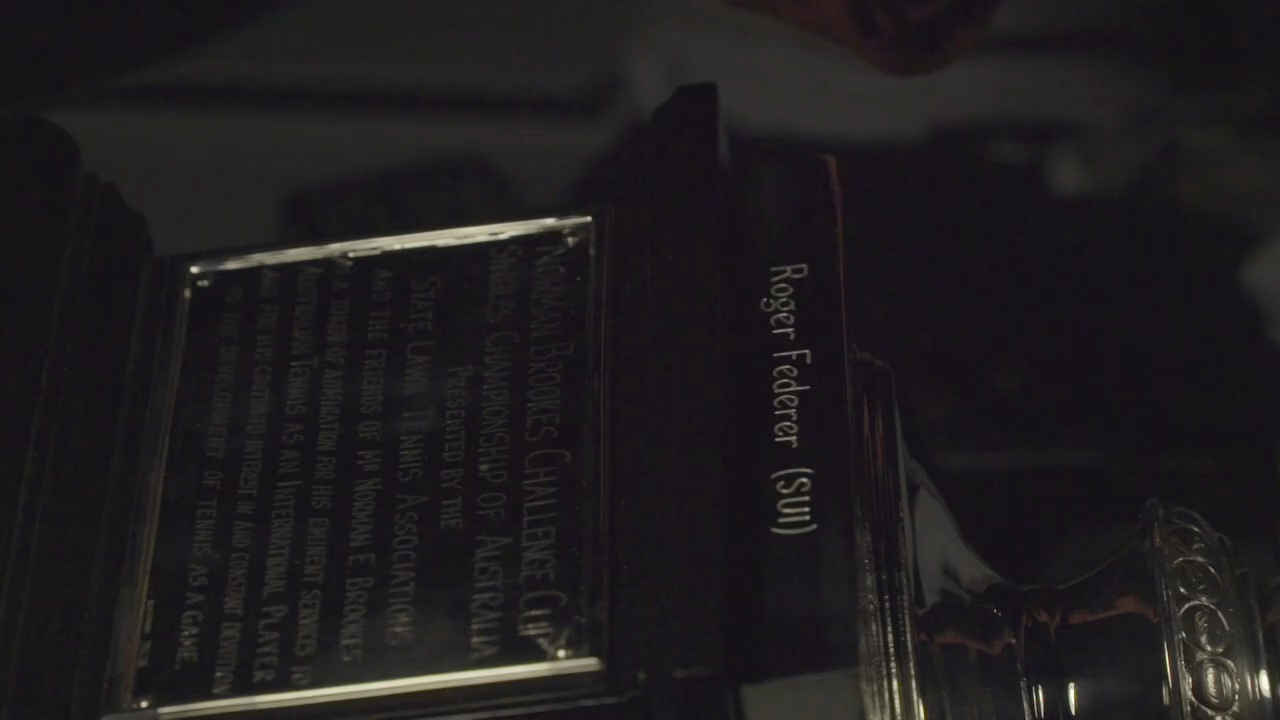 Roger Federer (SUI)
NORMAN BROOKES CHALLENGE CUP
SINGLES CHAMPIONSHIP OF AUSTRALIA
PRESENTED BY THE
STATE LAWN TENNIS ASSOCIATIONS
AND THE FRIENDS OF MR NORMAN E BROOKES
AS A TOKEN OF ADMIRATION FOR HIS EMINENT SERVICES TO
AUSTRALIAN TENNIS AS AN INTERNATIONAL PLAYER
AND FOR HIS CONTINUED INTEREST IN AND CONSTANT DEVOTION
TO THE DEVELOPMENT OF TENNIS AS A GAME.